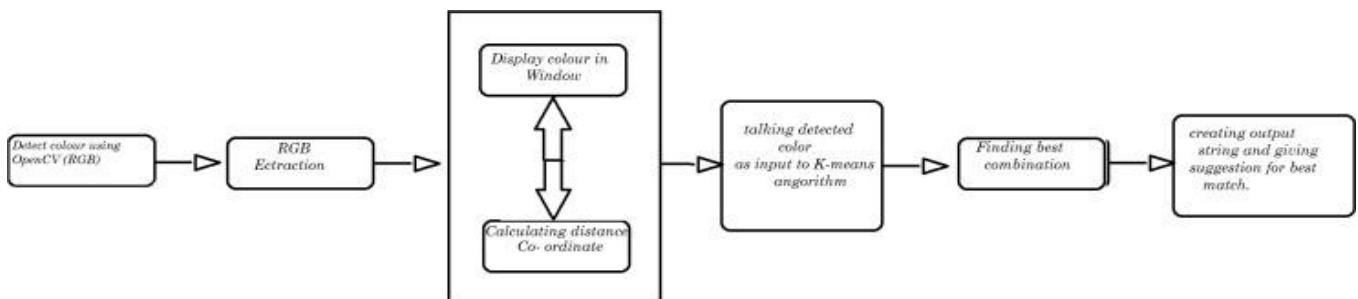 Detect colour using
OpenCV (RGB)
RGB
Ectraction
Display colour in
Window
Calculating distance
Co- ordinate
talking detected
color
as input to K-means
angorithm
Finding best
combination
creating output
string and giving
suggestion for best
match.